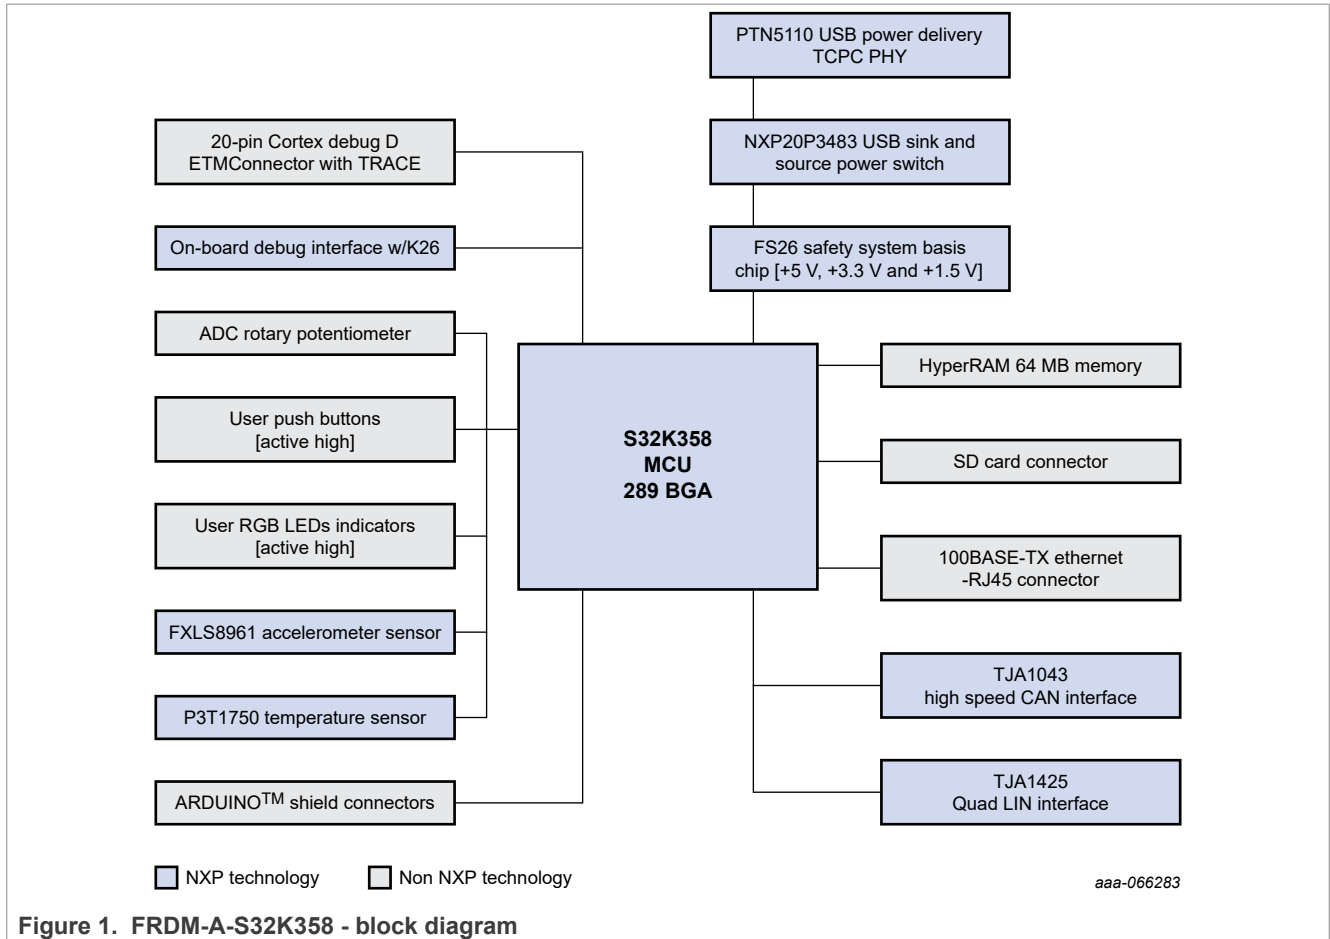 PTN5110 USB power delivery
TCPC PHY
20-pin Cortex debug D
ETMConnector with TRACE
NXP20P3483 USB sink and
source power switch
On-board debug interface w/K26
FS26 safety system basis
chip [+5 V, +3.3 V and +1.5 V]
ADC rotary potentiometer
HyperRAM 64 MB memory
User push buttons
[active high]
S32K358
MCU
289 BGA
SD card connector
User RGB LEDs indicators
[active high]
100BASE-TX ethernet
-RJ45 connector
FXLS8961 accelerometer sensor
TJA1043
high speed CAN interface
P3T1750 temperature sensor
ARDUINO™ shield connectors
TJA1425
Quad LIN interface
NXP technology
Non NXP technology
aaa-066283
Figure 1. FRDM-A-S32K358 - block diagram